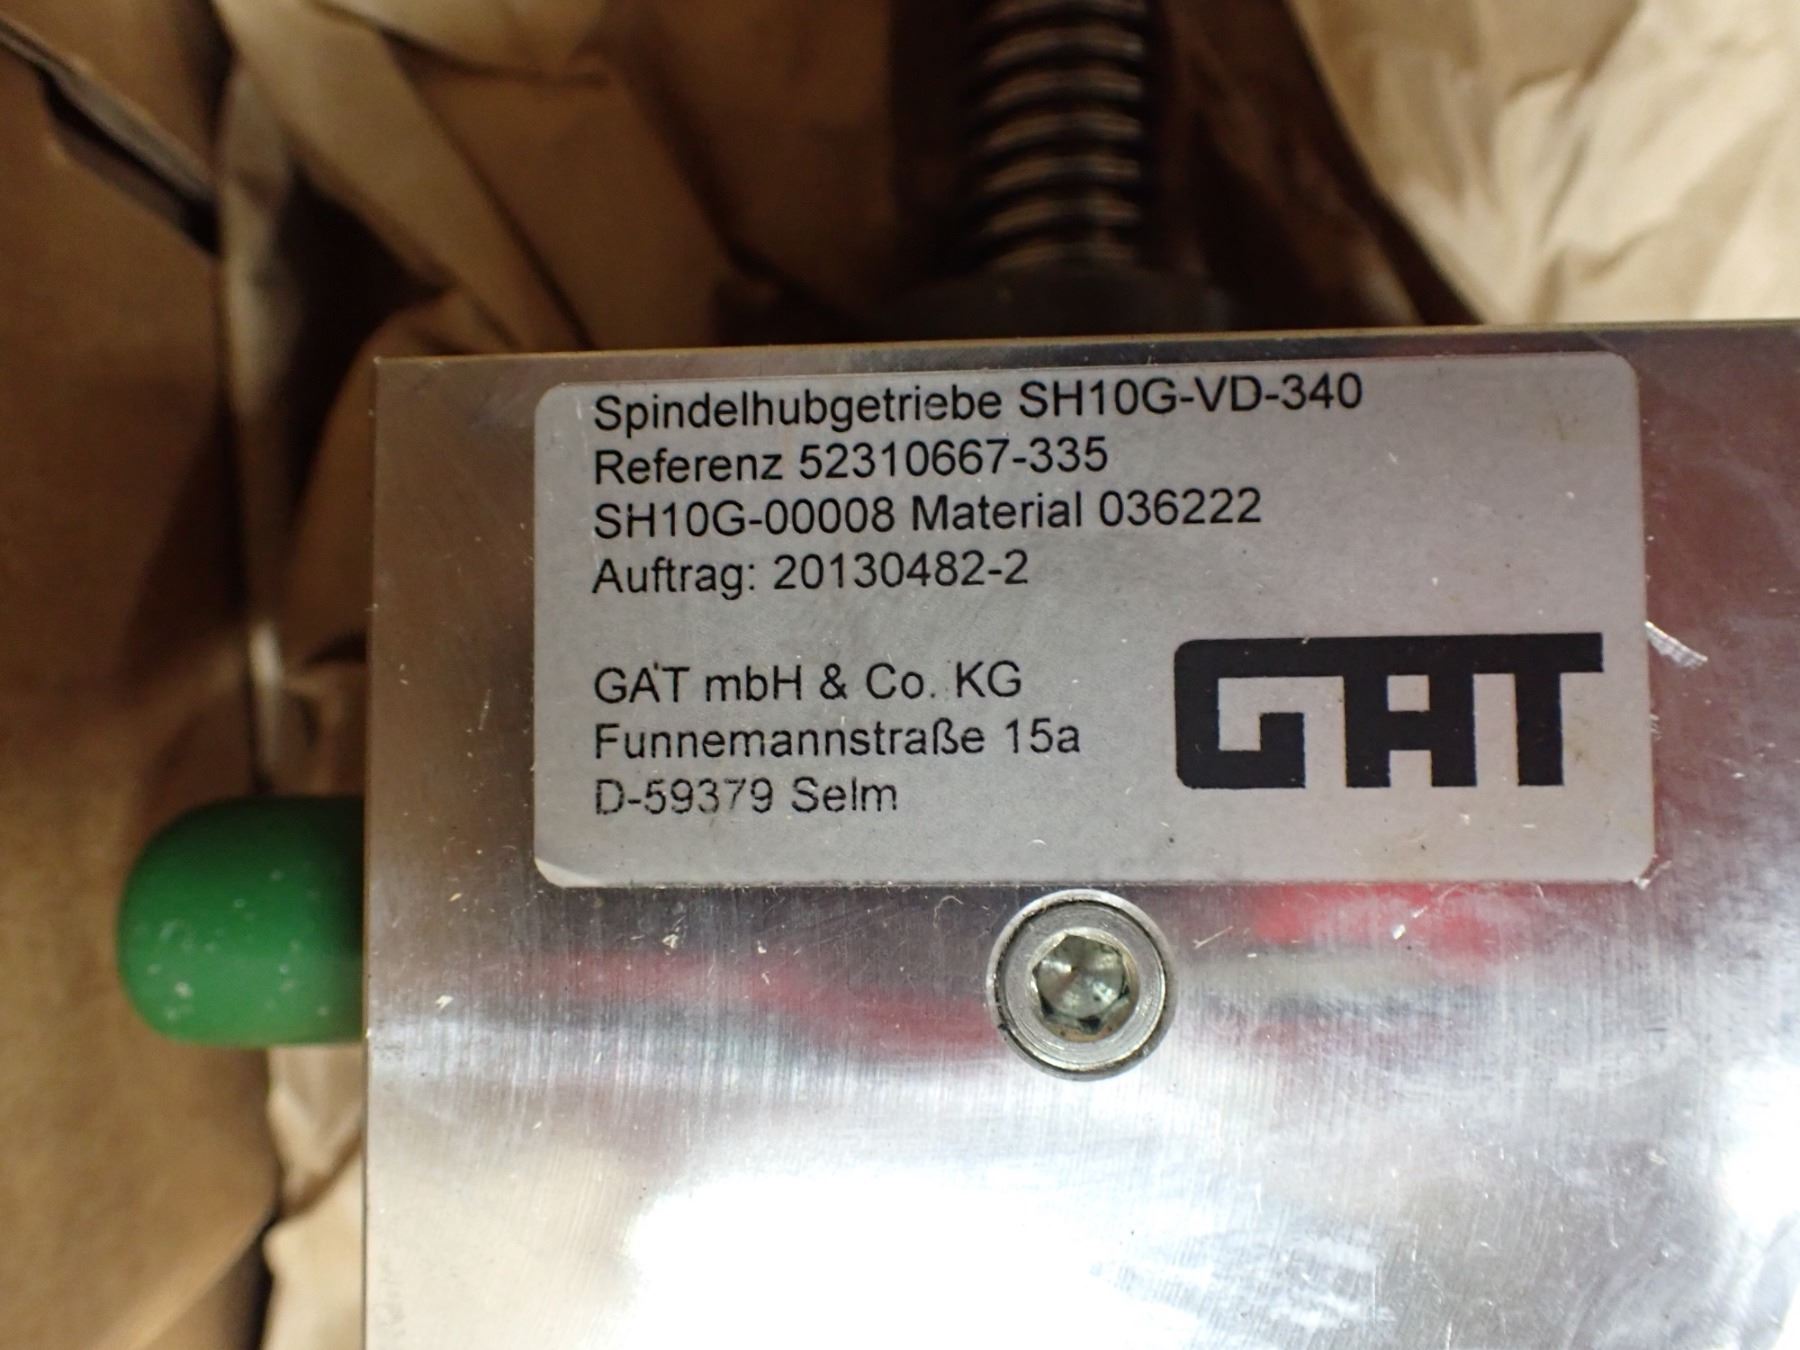 Spindelhubgetriebe SH10G-VD-340
Referenz 52310667-335
SH10G-00008 Material 036222
Auftrag: 20130482-2
GAT mbH & Co. KG
Funnemannstraße 15a
D-59379 Selm
GAT